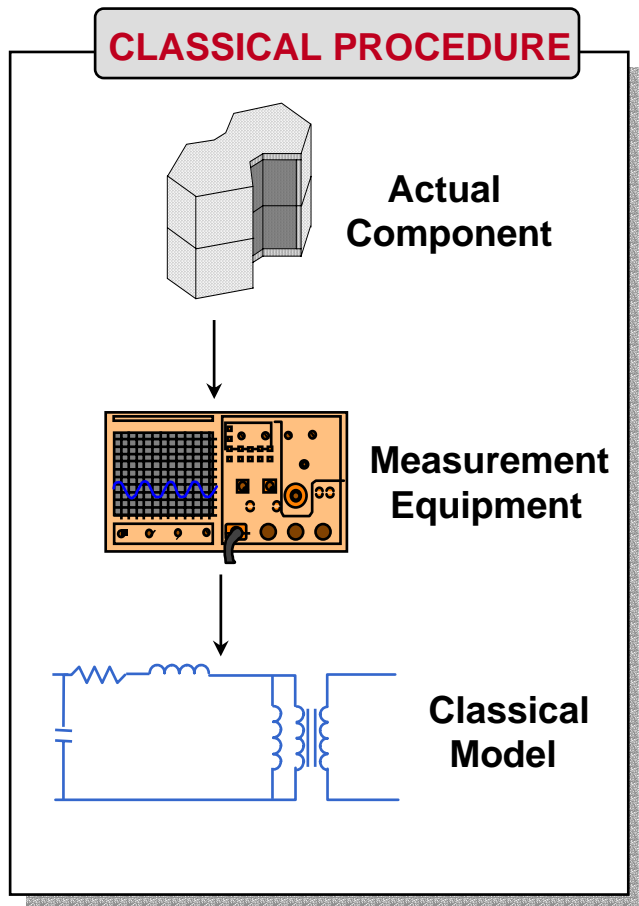 CLASSICAL PROCEDURE
Actual
Component
Measurement
Equipment
Classical
Model